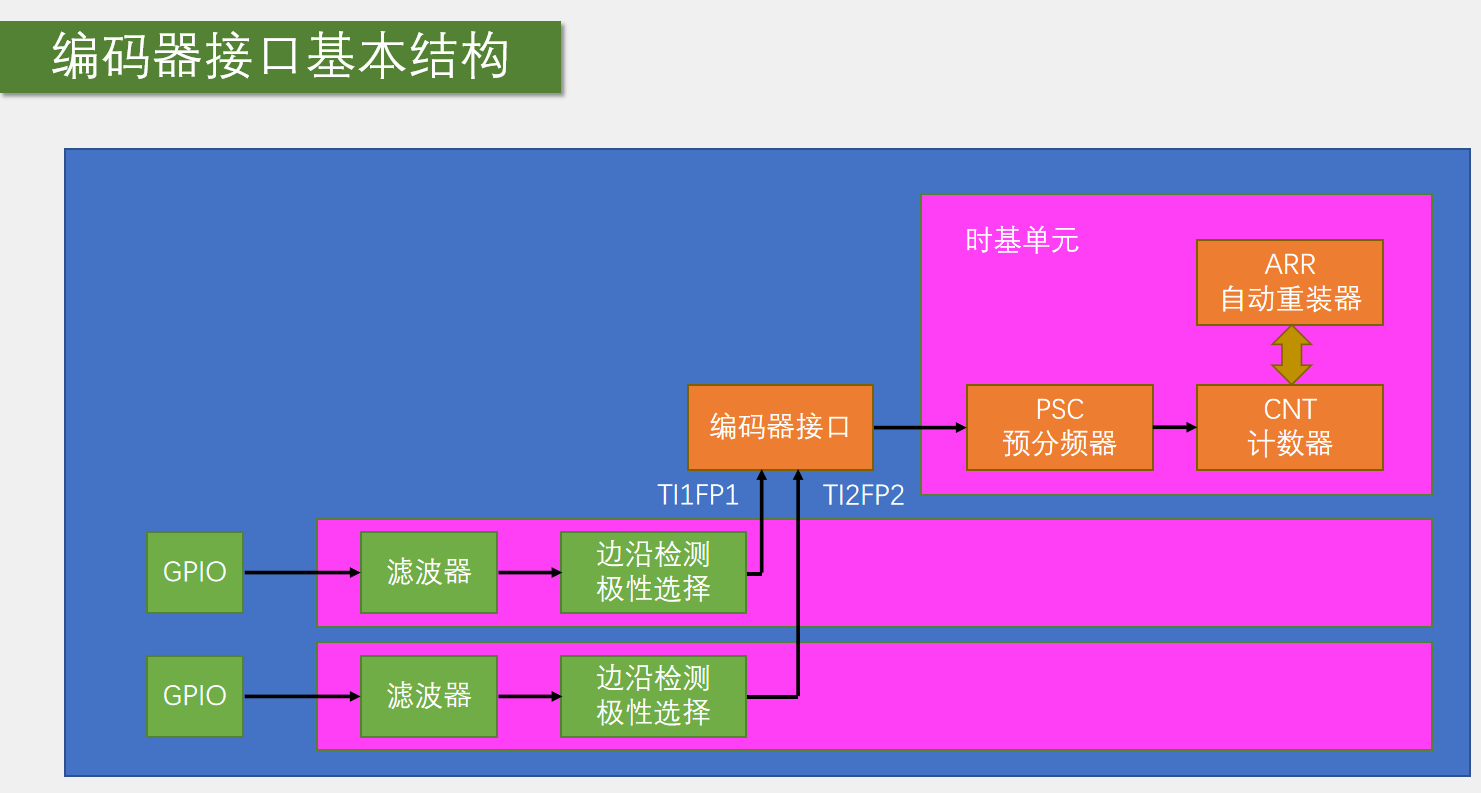 编码器接口基本结构
时基单元
ARR
自动重装器
编码器接口
PSC
预分频器
CNT
计数器
TI1FP1
TI2FP2
GPIO
滤波器
边沿检测
极性选择
GPIO
滤波器
边沿检测
极性选择